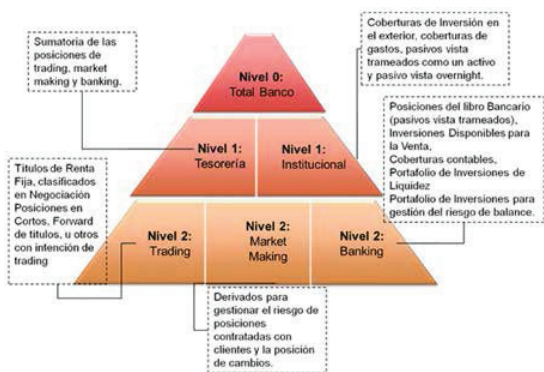 Sumatoria de las
posiciones de
trading, market
making y banking.
Coberturas de Inversión en
el exterior, coberturas de
gastos, pasivos vista
trameados como un activo
y pasivo vista overnight.
Nivel 0:
Total Banco
Nivel 1:
Tesorería
Nivel 1:
Institucional
Posiciones del libro Bancario
(pasivos vista trameados),
Inversiones Disponibles para
la Venta,
Coberturas contables,
Portafolio de Inversiones de
Liquidez
Portafolio de Inversiones para
gestión del riesgo de balance.
Títulos de Renta
Fija, clasificados
en Negociación
Posiciones en
Cortos, Forward
de títulos, u otros
con intención de
trading
Nivel 2:
Trading
Nivel 2:
Market
Making
Nivel 2:
Banking
Derivados para
gestionar el riesgo de
posiciones
contratadas con
clientes y la posición
de cambios.